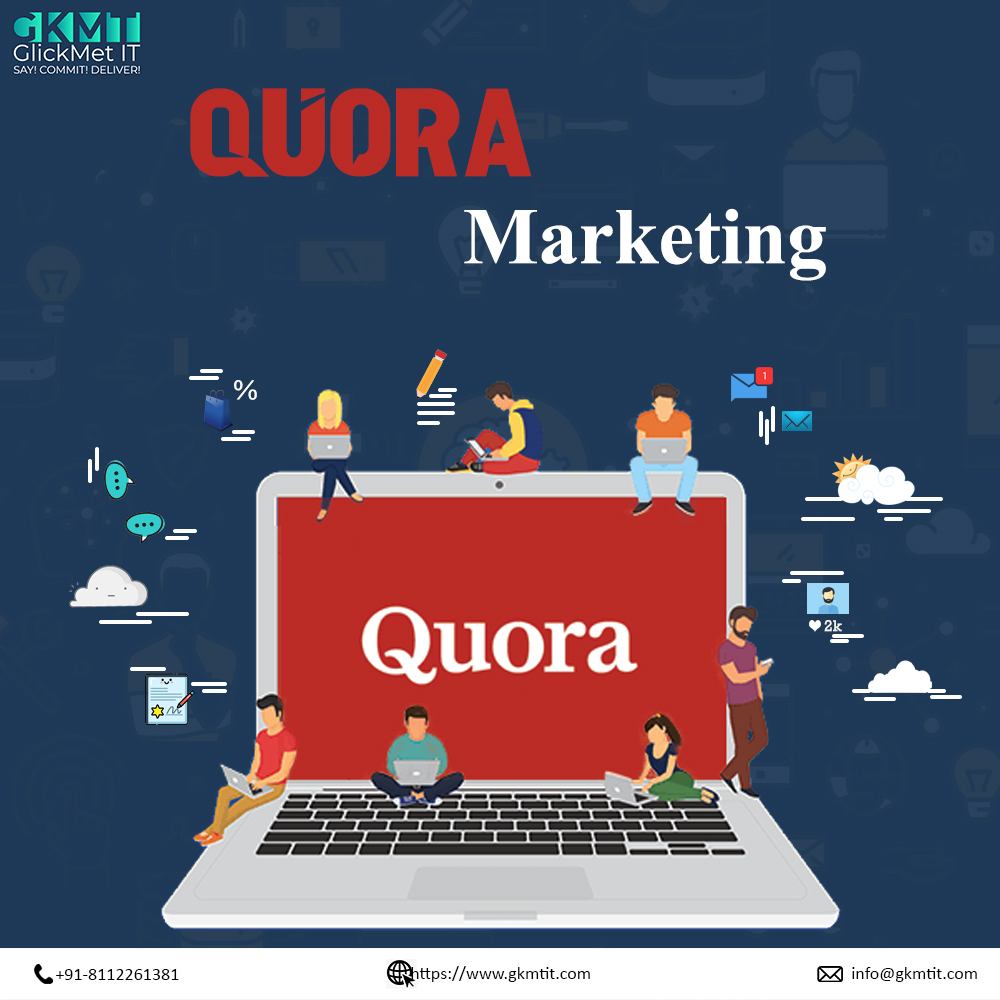 GKMIT
GlickMet IT
SAY! COMMIT! DELIVER!
QUORA
Marketing
%
1
Quora
2k
+91-8112261381
https://www.gkmtit.com
info@gkmtit.com